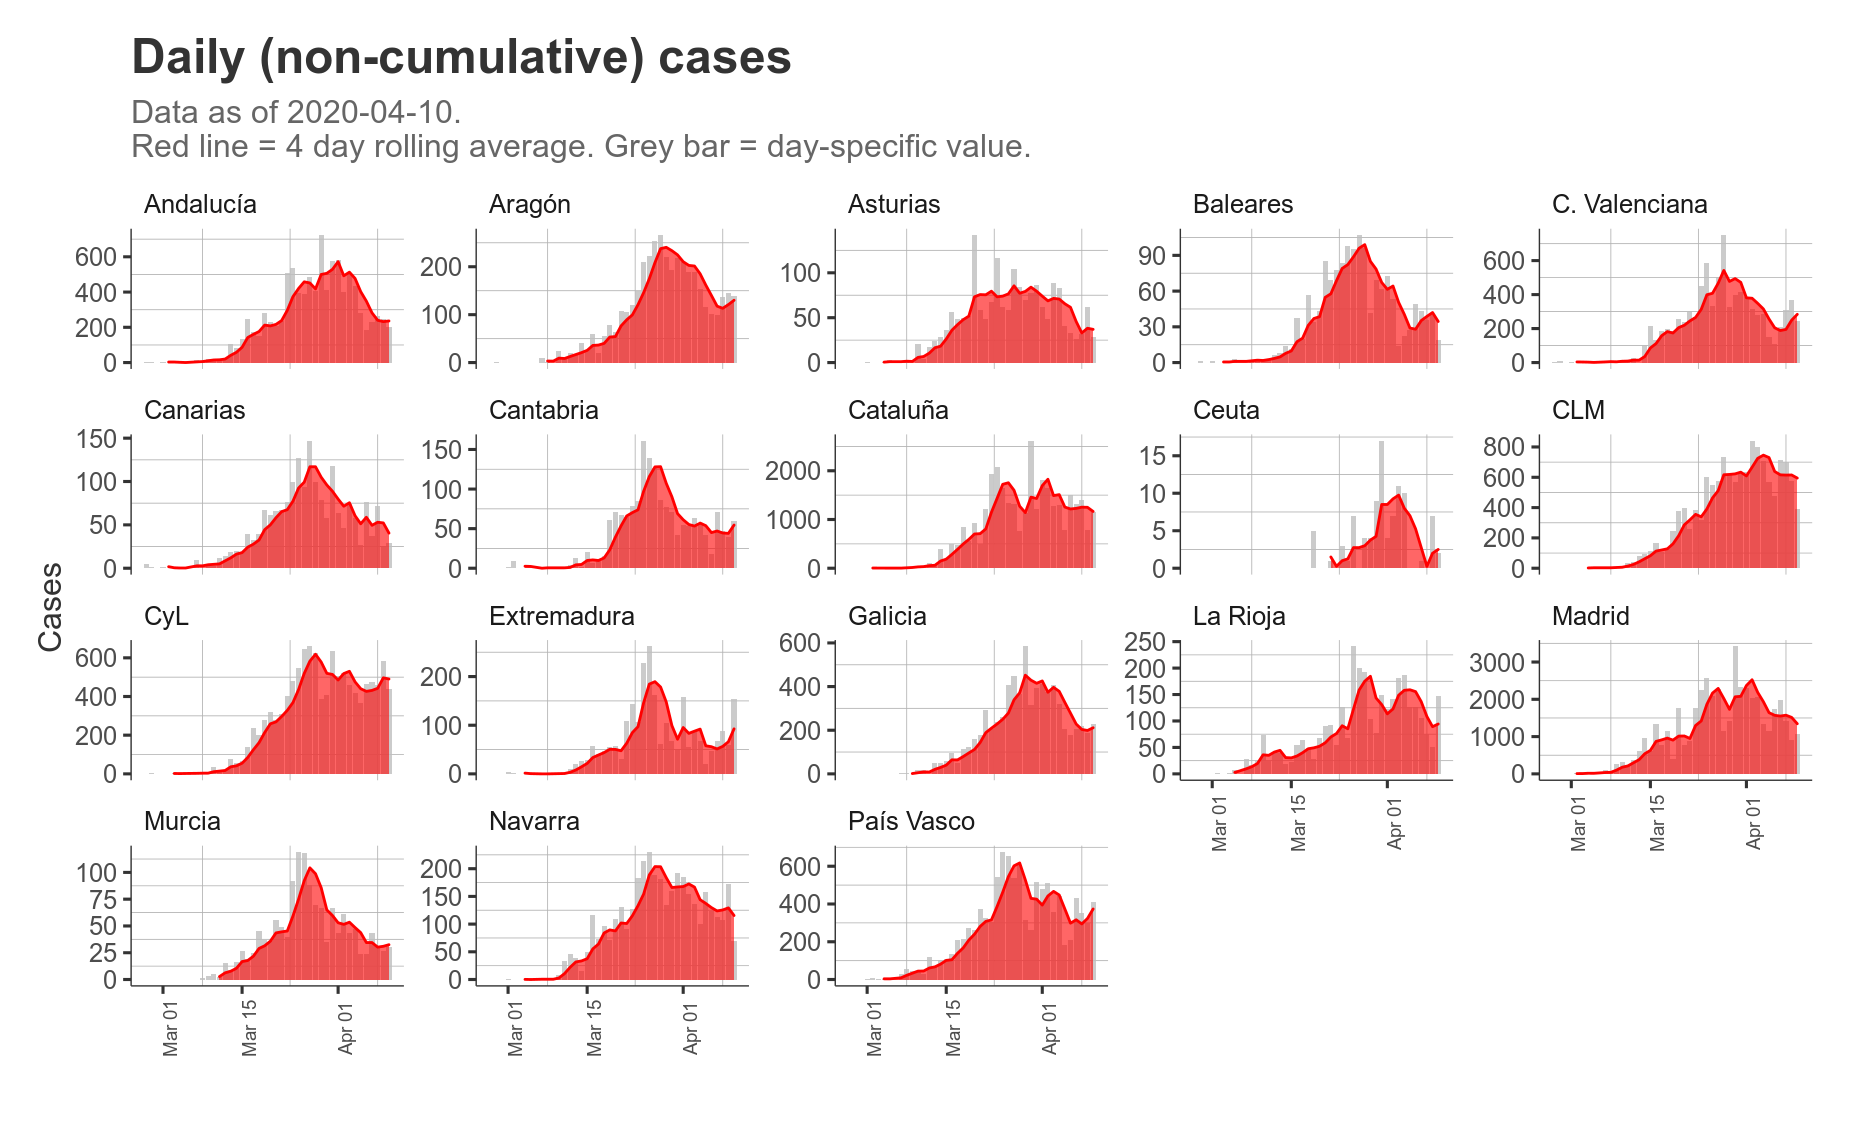 Daily (non-cumulative) cases
Data as of 2020-04-10.
Red line = 4 day rolling average. Grey bar = day-specific value.
Cases
Andalucía
600
400
200
0
Aragón
200
100
0
Asturias
100
50
0
Baleares
90
60
30
0
C. Valenciana
600
400
200
0
Canarias
150
100
50
0
Cantabria
150
100
50
0
Cataluña
2000
1000
0
Ceuta
15
10
5
0
CLM
800
600
400
200
0
CyL
600
400
200
0
Extremadura
200
100
0
Galicia
600
400
200
0
La Rioja
250
200
150
100
50
0
Mar 01
Mar 15
Apr 01
Madrid
3000
2000
1000
0
Mar 01
Mar 15
Apr 01
Murcia
100
75
50
25
0
Mar 01
Mar 15
Apr 01
Navarra
200
150
100
50
0
Mar 01
Mar 15
Apr 01
País Vasco
600
400
200
0
Mar 01
Mar 15
Apr 01